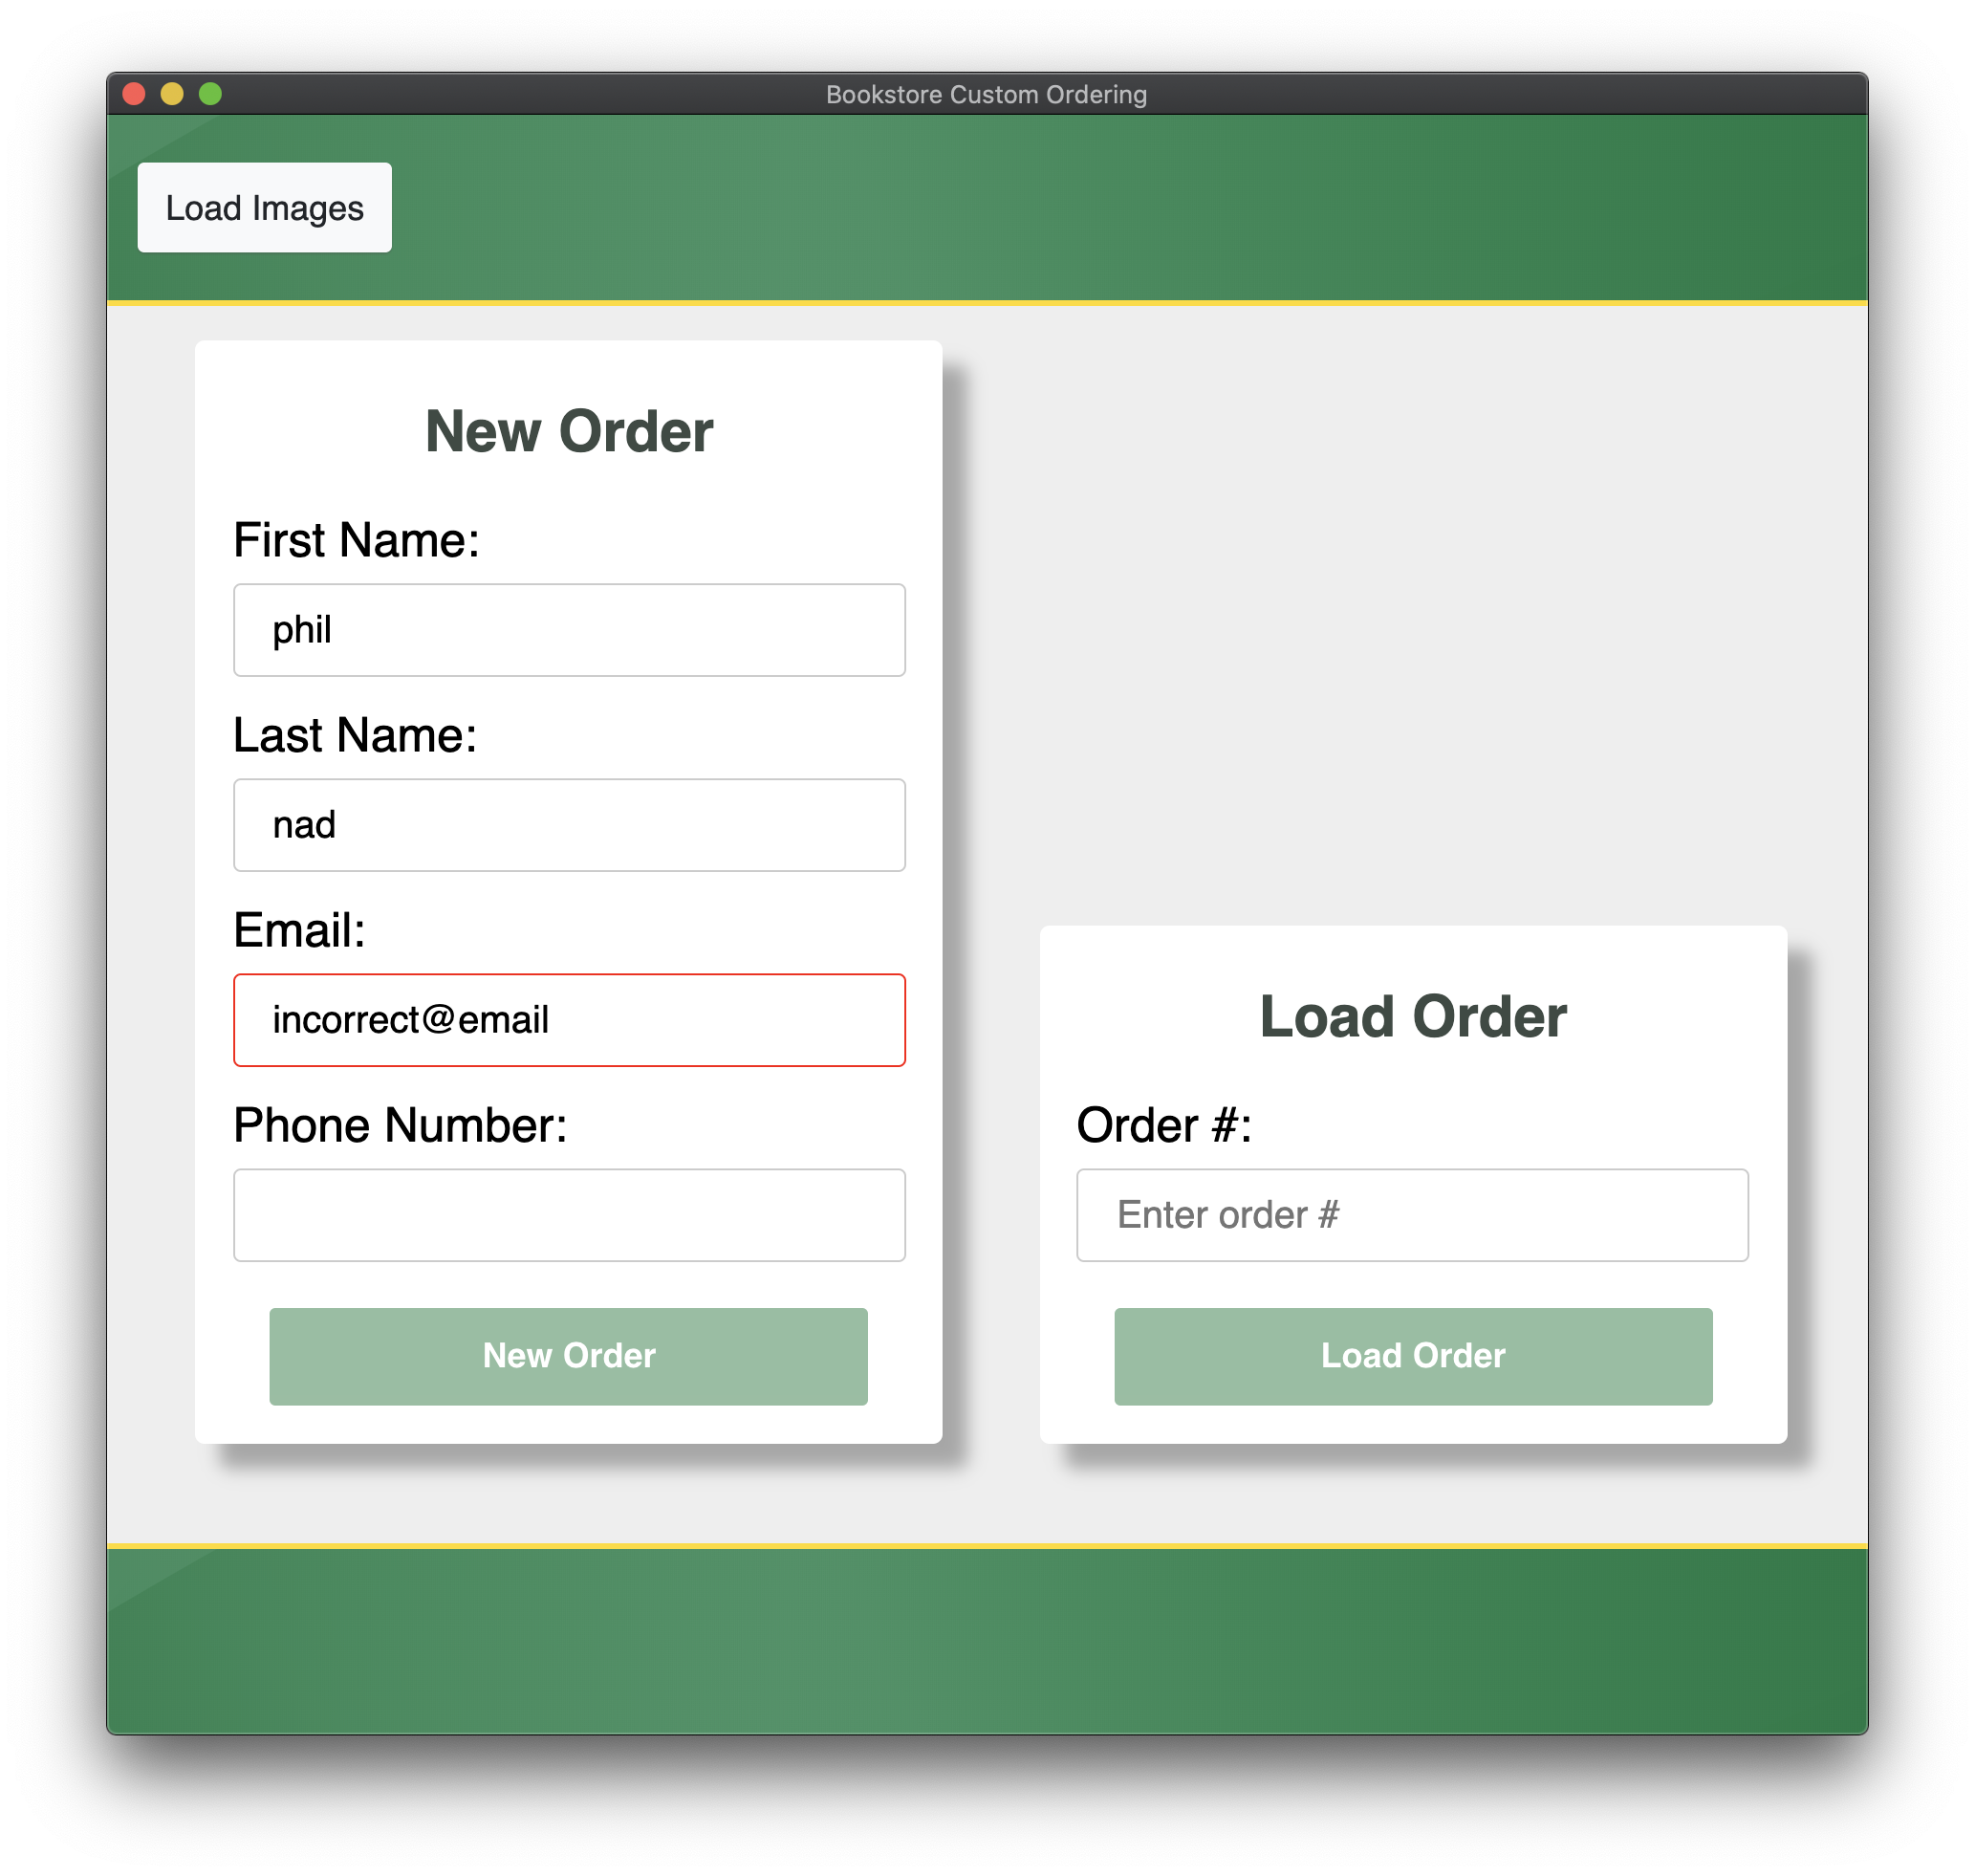 Bookstore Custom Ordering
Load Images
New Order
First Name:
phil
Last Name:
nad
Email:
incorrect@email
Phone Number:
New Order
Load Order
Order #:
Enter order #
Load Order